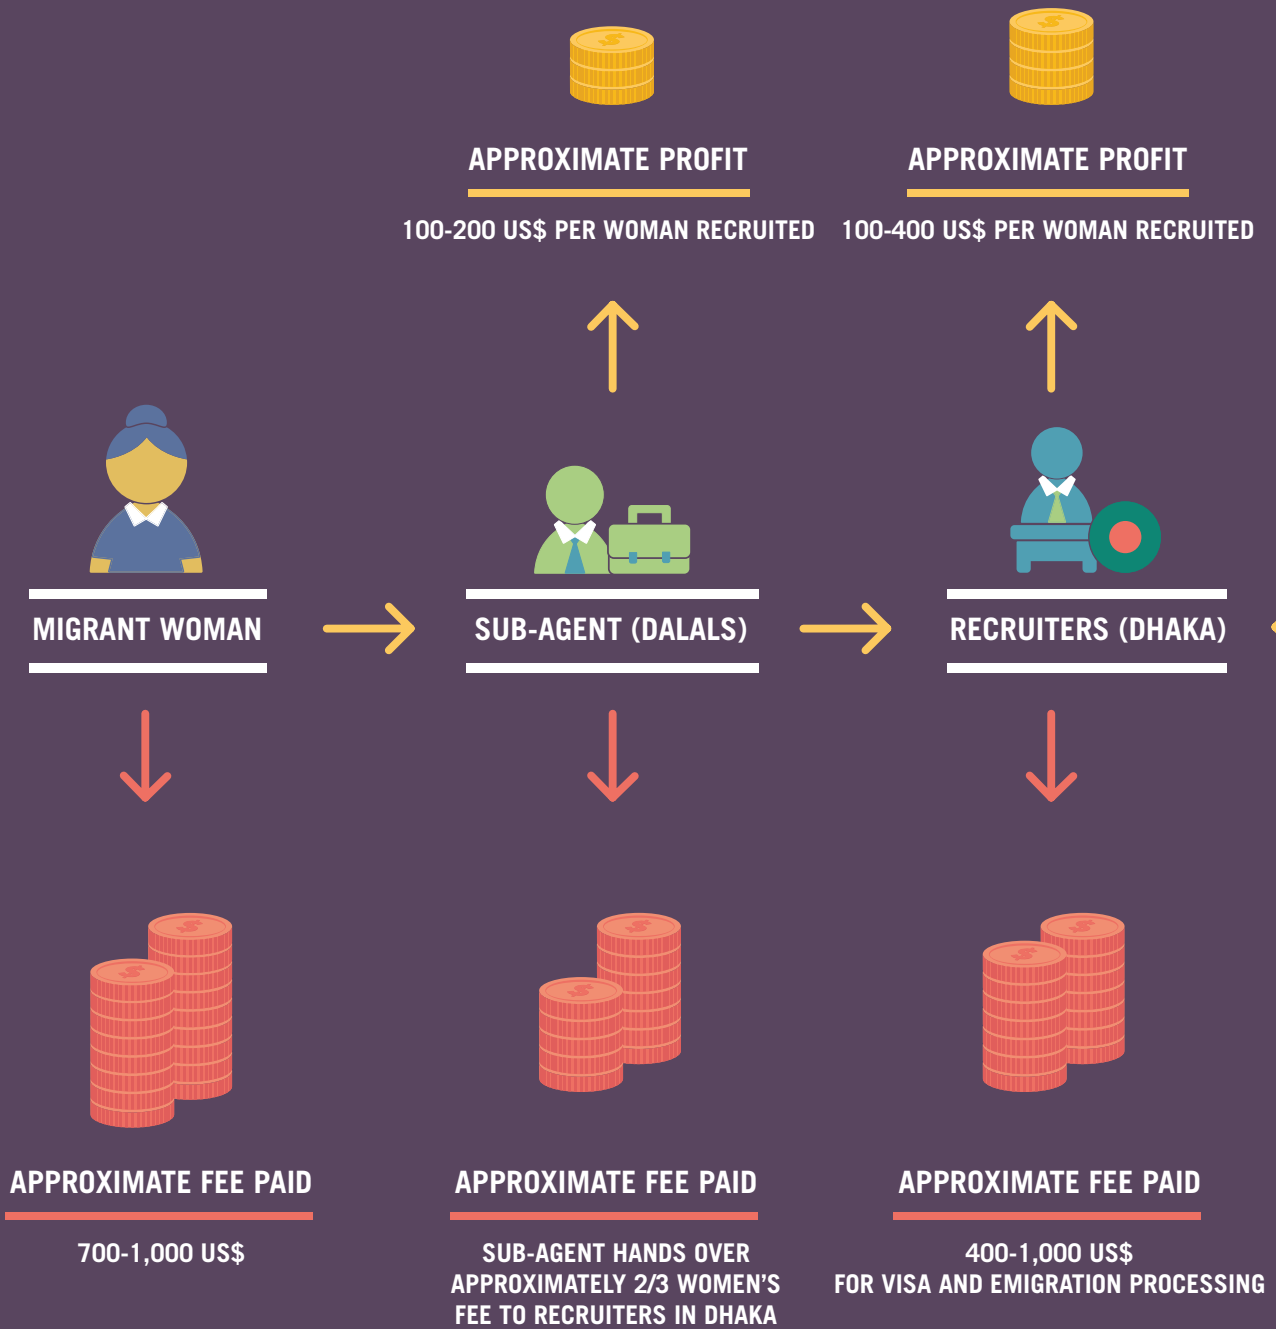 APPROXIMATE PROFIT
100-200 US$ PER WOMAN RECRUITED
APPROXIMATE PROFIT
100-400 US$ PER WOMAN RECRUITED
MIGRANT WOMAN
SUB-AGENT (DALALS)
RECRUITERS (DHAKA)
APPROXIMATE FEE PAID
700-1,000 US$
APPROXIMATE FEE PAID
SUB-AGENT HANDS OVER
APPROXIMATELY 2/3 WOMEN'S
FEE TO RECRUITERS IN DHAKA
APPROXIMATE FEE PAID
400-1,000 US$
FOR VISA AND EMIGRATION PROCESSING